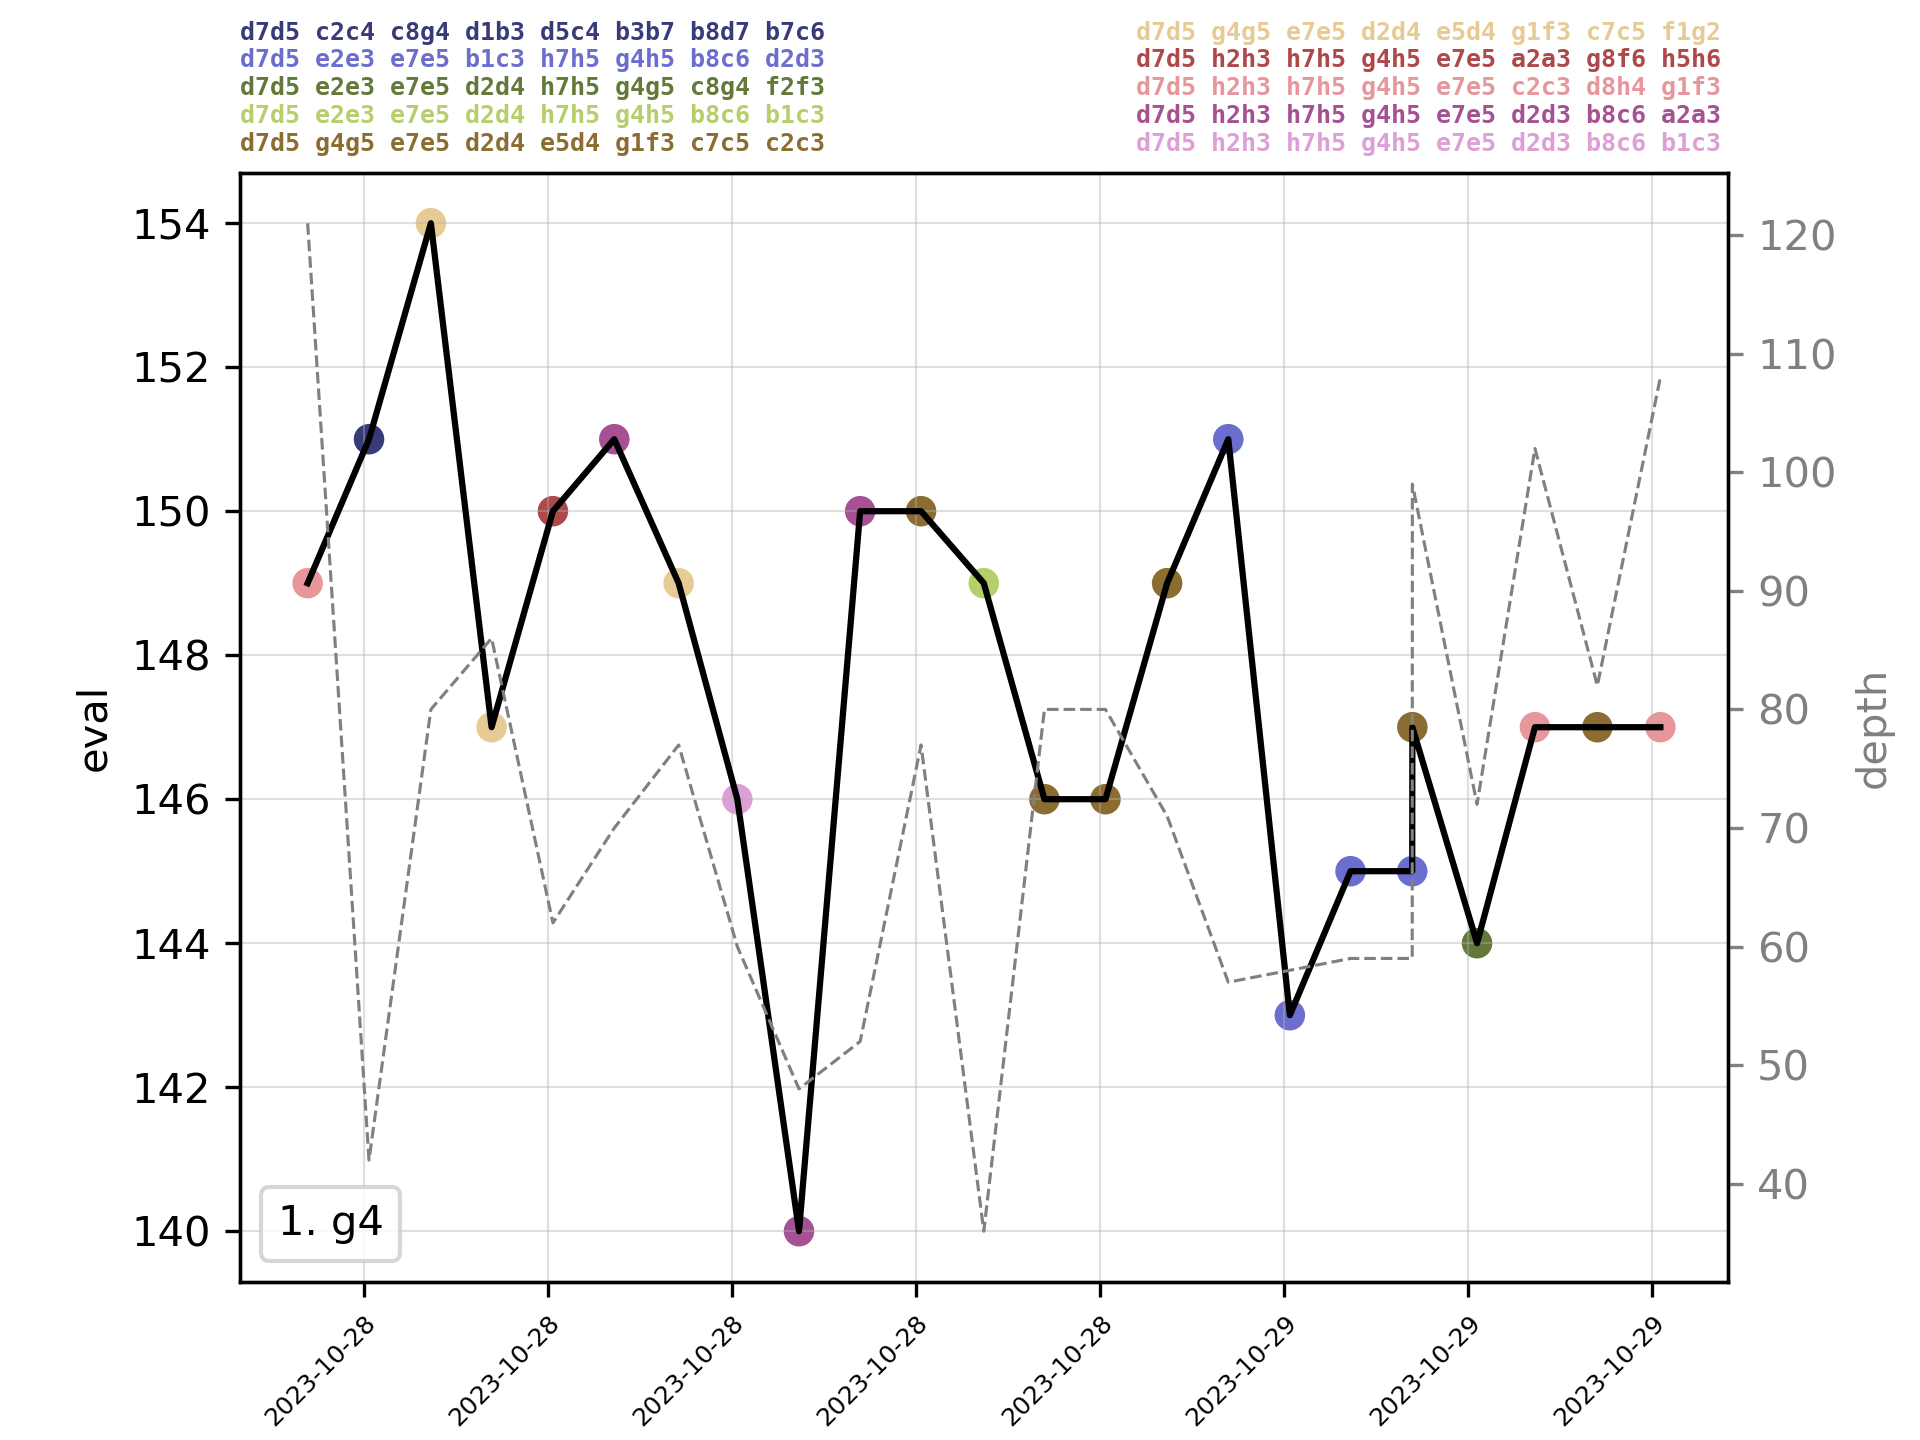 d7d5 c2c4 c8g4 d1b3 d5c4 b3b7 b8d7 b7c6
d7d5 e2e3 e7e5 b1c3 h7h5 g4h5 b8c6 d2d3
d7d5 e2e3 e7e5 d2d4 h7h5 g4g5 c8g4 f2f3
d7d5 e2e3 e7e5 d2d4 h7h5 g4h5 b8c6 b1c3
d7d5 g4g5 e7e5 d2d4 e5d4 g1f3 c7c5 c2c3
d7d5 g4g5 e7e5 d2d4 e5d4 g1f3 c7c5 f1g2
d7d5 h2h3 h7h5 g4h5 e7e5 a2a3 g8f6 h5h6
d7d5 h2h3 h7h5 g4h5 e7e5 c2c3 d8h4 g1f3
d7d5 h2h3 h7h5 g4h5 e7e5 d2d3 b8c6 a2a3
d7d5 h2h3 h7h5 g4h5 e7e5 d2d3 b8c6 b1c3
154
152
150
148
146
144
142
140
eval
120
110
100
90
80
70
60
50
40
depth
1. g4
2023-10-28
2023-10-28
2023-10-28
2023-10-28
2023-10-28
2023-10-29
2023-10-29
2023-10-29